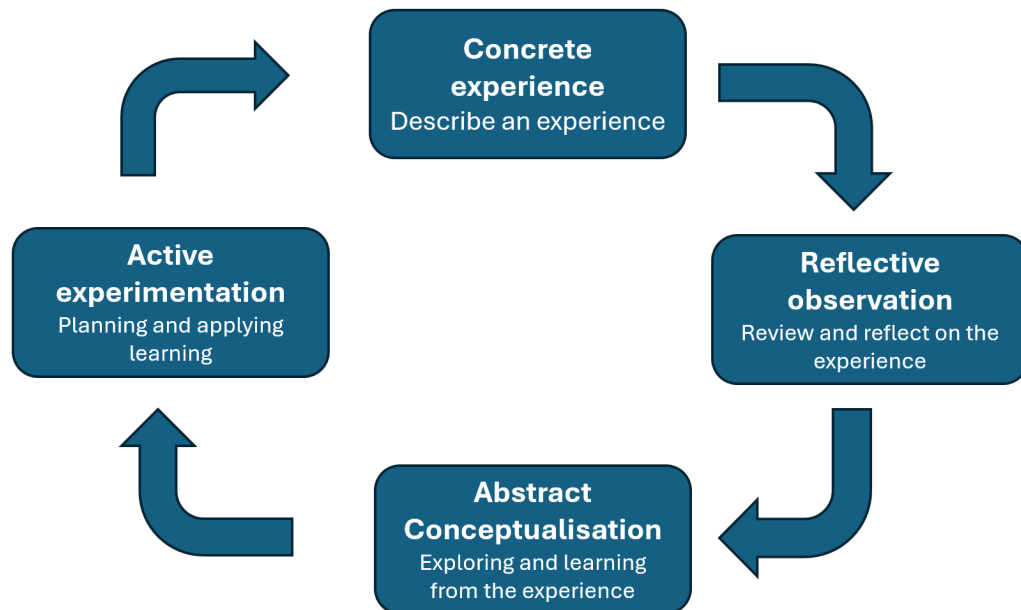 Concrete
experience
Describe an experience
Reflective
observation
Review and reflect on the
experience
Abstract
Conceptualisation
Exploring and learning
from the experience
Active
experimentation
Planning and applying
learning